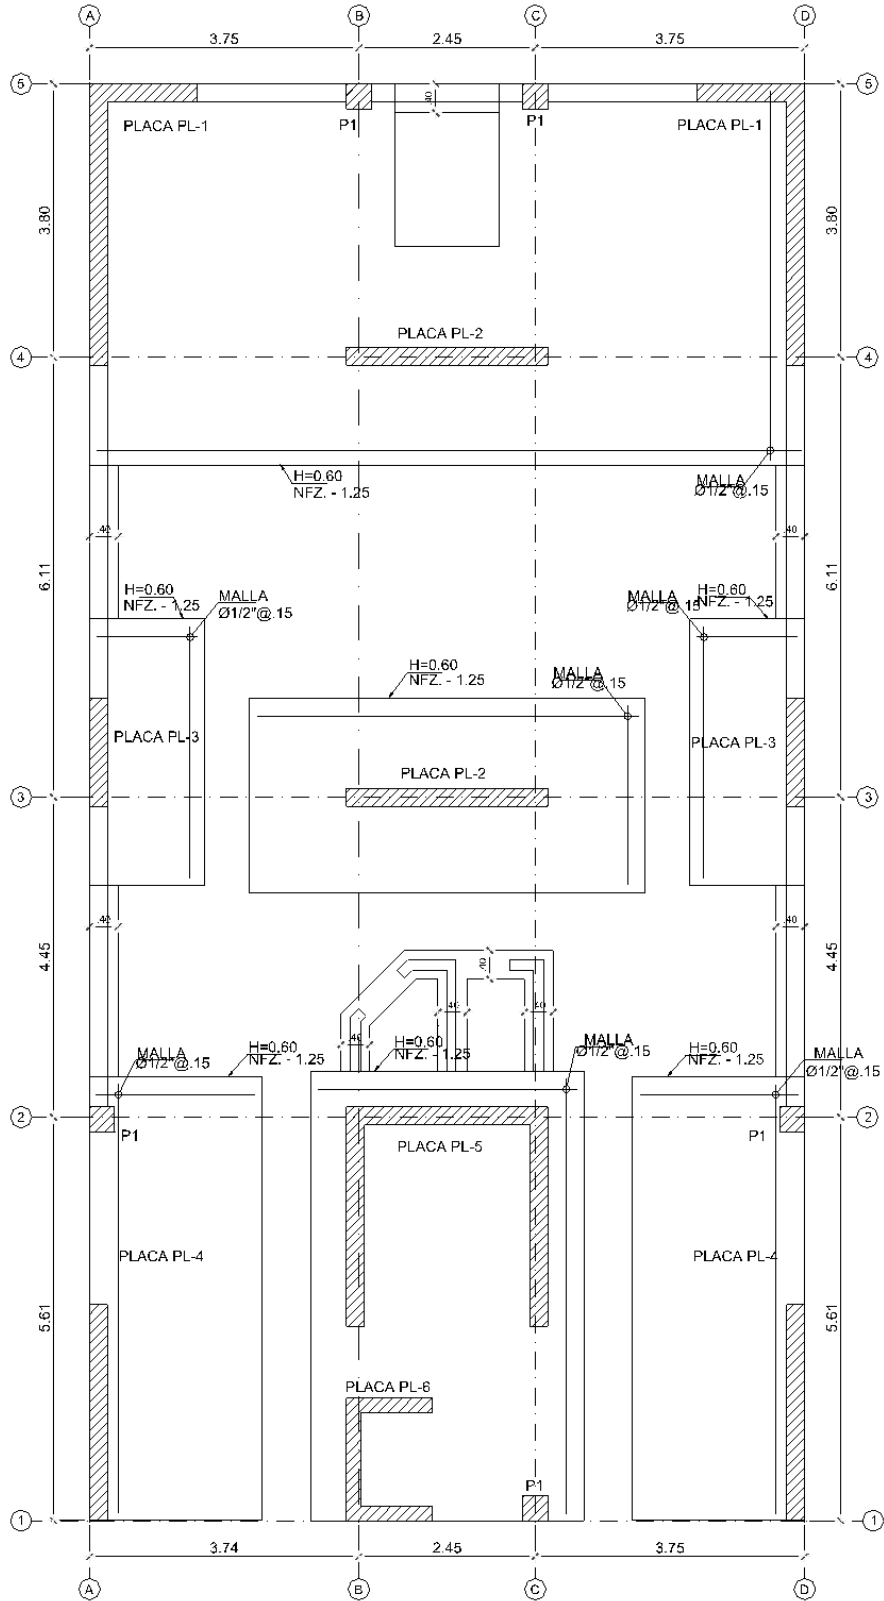 A B C D
3.75 2.45 3.75
5 5
.40
PLACA PL-1 P1 P1 PLACA PL-1
3.80 3.80
PLACA PL-2
4 4
H=0.60
NFZ. - 1.25
MALLA
Ø1/2"@.15
.40 .40
6.11 6.11
H=0.60
NFZ. - 1.25
MALLA
Ø1/2"@.15
MALLA
Ø1/2"@.15
H=0.60
NFZ. - 1.25
H=0.60
NFZ. - 1.25
MALLA
Ø1/2"@.15
PLACA PL-3 PLACA PL-3
PLACA PL-2
3 3
.40 .40
4.45 4.45
.40
.40 .40
.40
MALLA
Ø1/2"@.15
H=0.60
NFZ. - 1.25
H=0.60
NFZ. - 1.25
MALLA
Ø1/2"@.15
H=0.60
NFZ. - 1.25
MALLA
Ø1/2"@.15
2 2
P1 P1
PLACA PL-5
PLACA PL-4 PLACA PL-4
5.61 5.61
PLACA PL-6
P1
1 1
3.74 2.45 3.75
A B C D